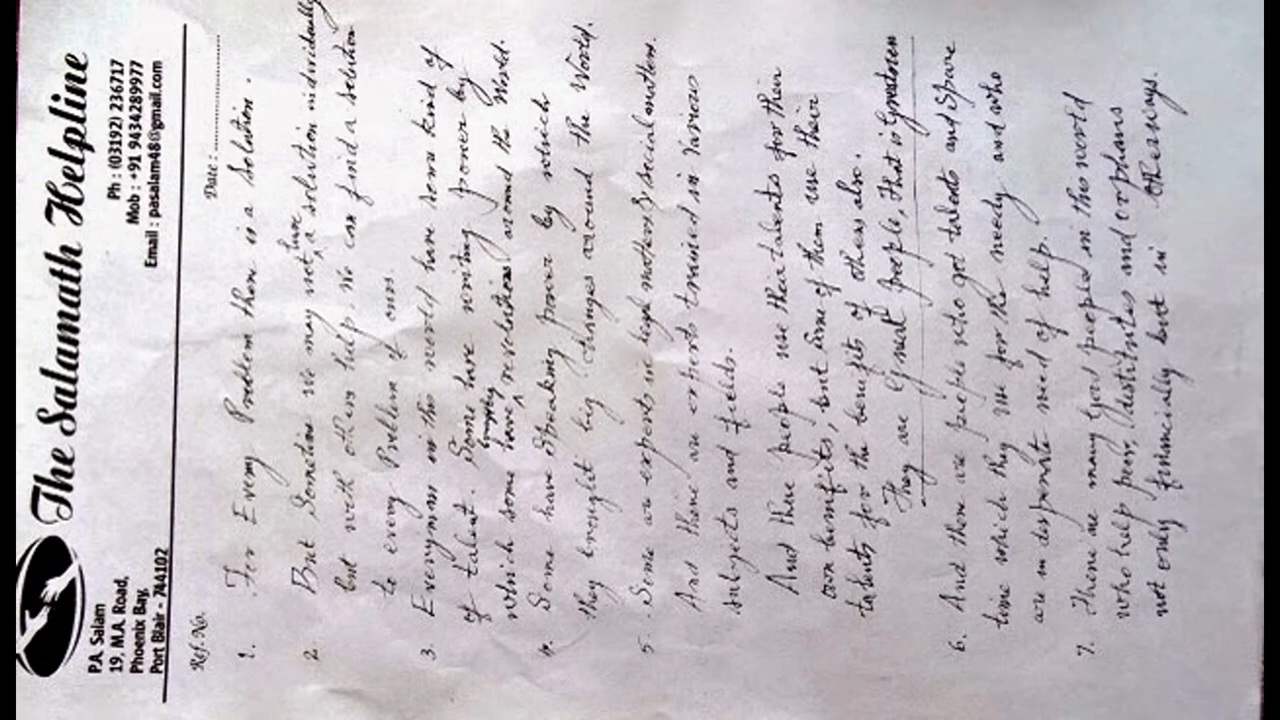 The Salamath Helpline
P.A. Salam
19, M.A. Road,
Phoenix Bay,
Port Blair - 744102
Ph : (03192) 236717
Mob : +91 9434289977
Email : pasalam48@gmail.com
Ref. No.
Date : ....................
1. For Every Problem there is a Solution.
2. But Sometime we may not have a solution individually
but with others help. We can find a solution
to every Problem of ours.
3. Everyman in the world have some kind of
of talent. Some have writing power by
which some have revolutions around the World.
4. Some have Speaking power by which
they brought big Changes around the World.
5. Some are experts in legal matters & Social matters.
And there are experts trained in Various
subjects and fields.
And these people use their talents for their
own benefits, but Some of them use their
talents for the benefits of others also.
They are Great people, That is Greatness
6. And there are people who got talents and Spare
time which they use for the needy and who
are in desperate need of help.
7. There are many Good people in the world
who help poor, destitutes and orphans
not only financially but in otherways.